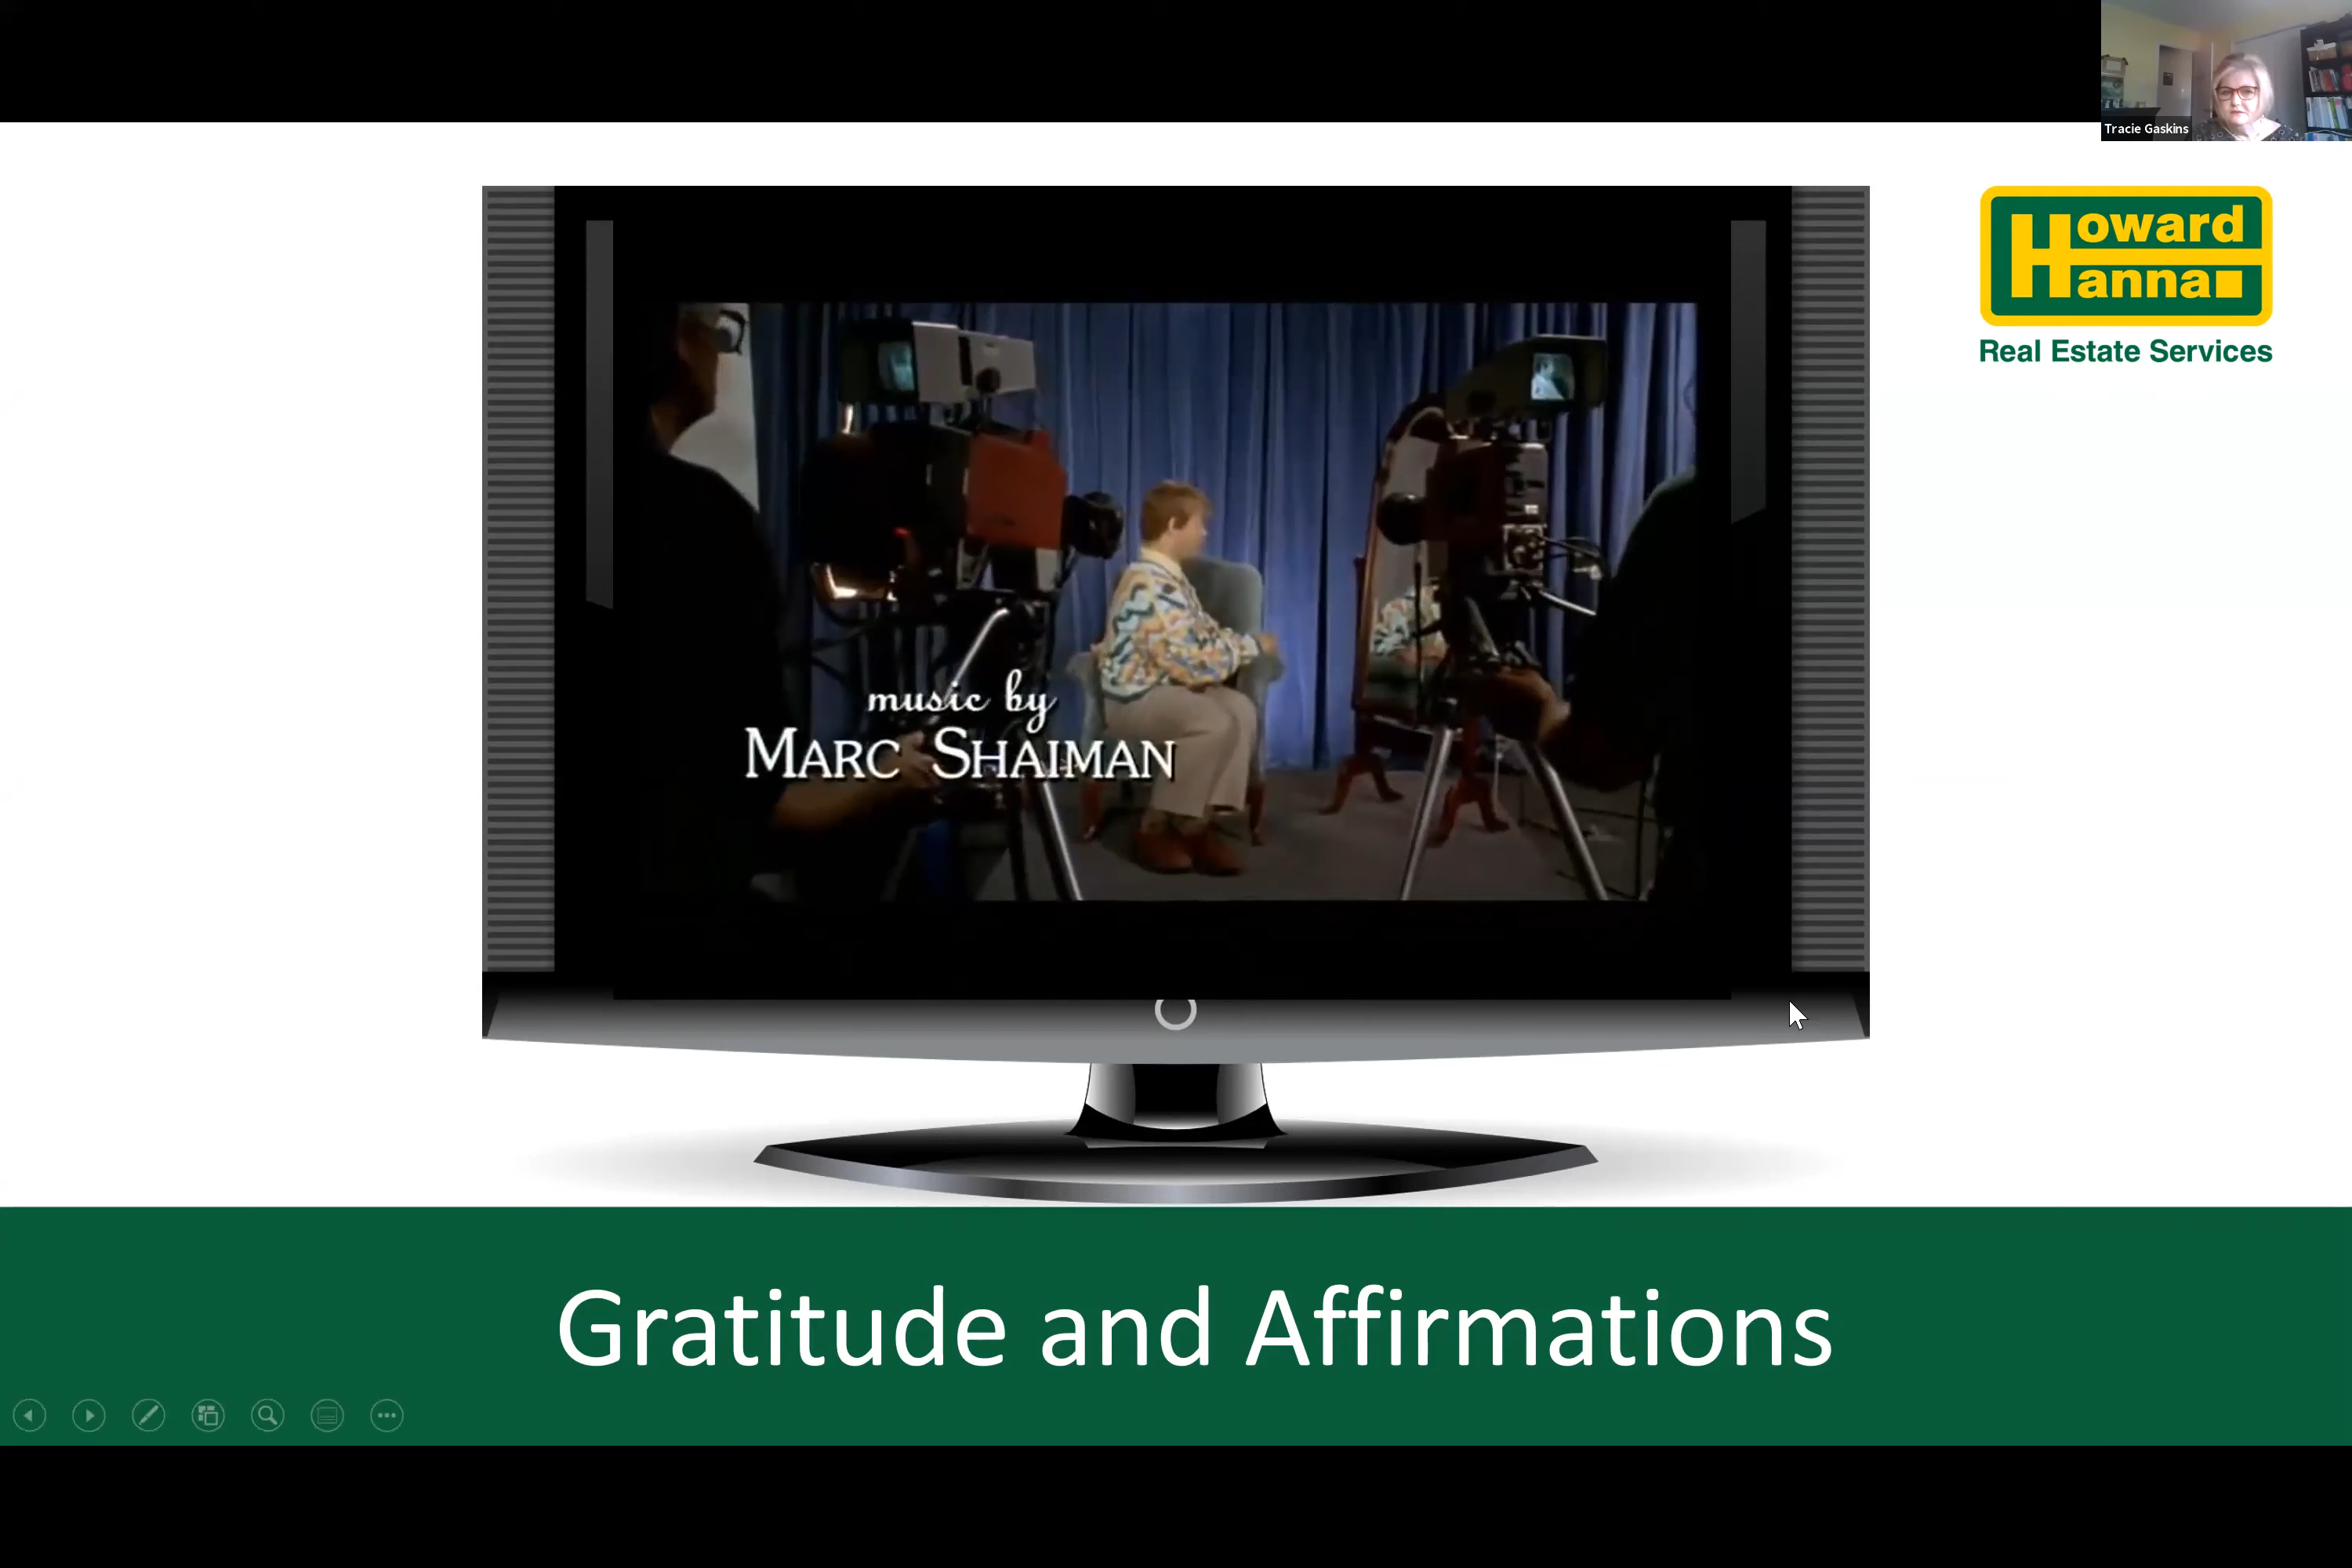 Tracie Gaskins
Howard
Hanna
Real Estate Services
music by
MARC SHAIMAN
Gratitude and Affirmations